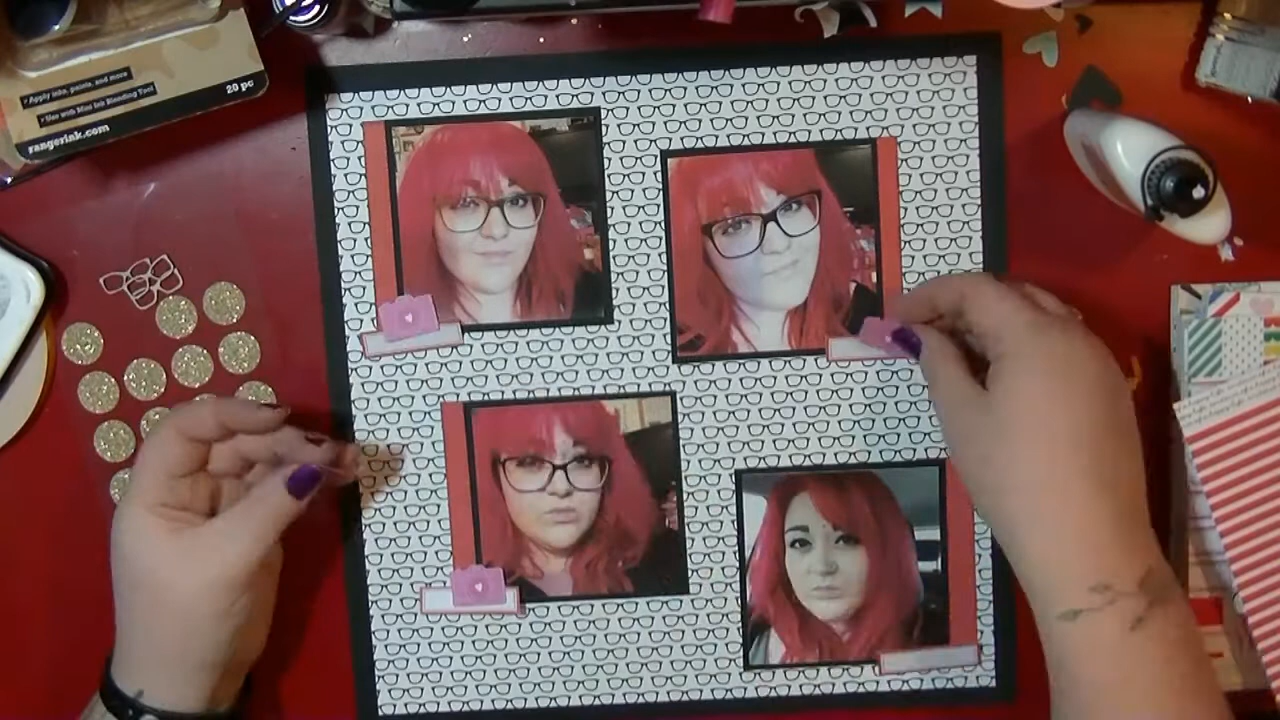 • Apply inks, paints, and more
• Use with Mini Ink Blending Tool
20 pc
rangerink.com